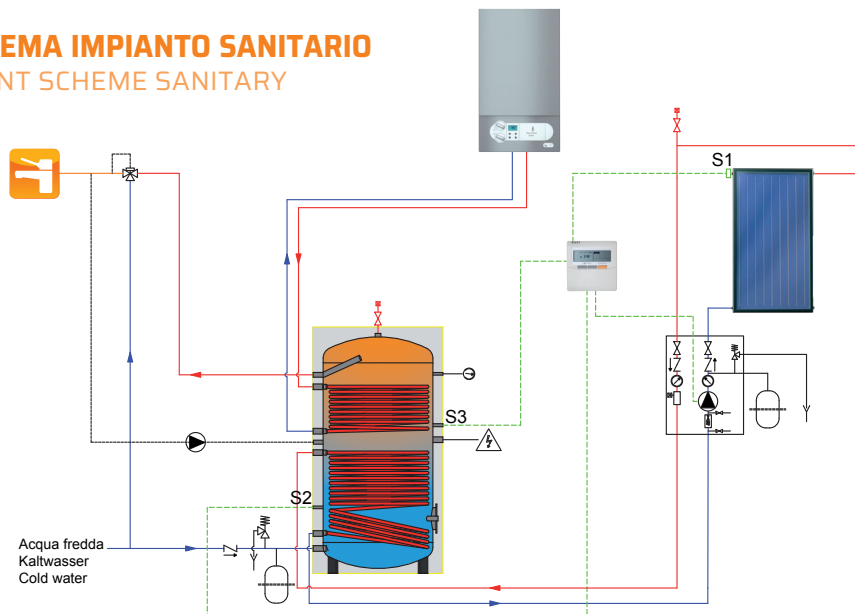 EMA IMPIANTO SANITARIO
NT SCHEME SANITARY
S1
S3
S2
Acqua fredda
Kaltwasser
Cold water